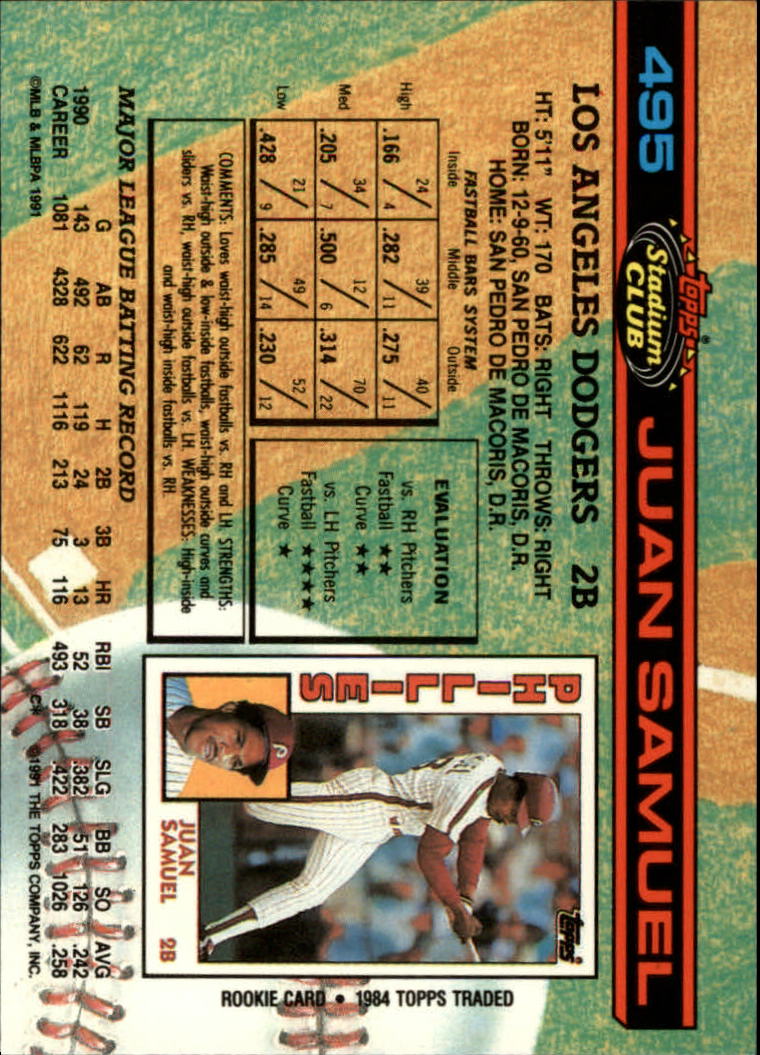 495
Topps®
Stadium
CLUB
JUAN SAMUEL
LOS ANGELES DODGERS 2B
HT: 5'11" WT: 170 BATS: RIGHT THROWS: RIGHT
BORN: 12-9-60, SAN PEDRO DE MACORIS, D.R.
HOME: SAN PEDRO DE MACORIS, D.R.
FASTBALL BARS SYSTEM
Inside Middle Outside
High .166 24/4 .282 39/11 .275 40/11
Med .205 34/7 .500 12/6 .314 70/22
Low .428 21/9 .285 49/14 .230 52/12
EVALUATION
vs. RH Pitchers
Fastball ★★
Curve ★★
vs. LH Pitchers
Fastball ★★★★
Curve ★
COMMENTS: Loves waist-high outside fastballs vs. RH and LH. STRENGTHS:
Waist-high outside & low-inside fastballs, waist-high outside curves and
sliders vs. RH, waist-high outside fastballs vs. LH. WEAKNESSES: High-inside
and waist-high inside fastballs vs. RH.
PHILLIES
Topps
JUAN
SAMUEL 2B
ROOKIE CARD • 1984 TOPPS TRADED
MAJOR LEAGUE BATTING RECORD
G AB R H 2B 3B HR RBI SB SLG BB SO AVG
1990 143 492 62 119 24 3 13 52 38 .382 51 126 .242
CAREER 1081 4328 622 1116 213 75 116 493 318 .422 283 1026 .258
©MLB & MLBPA 1991 C* ©1991 THE TOPPS COMPANY, INC.